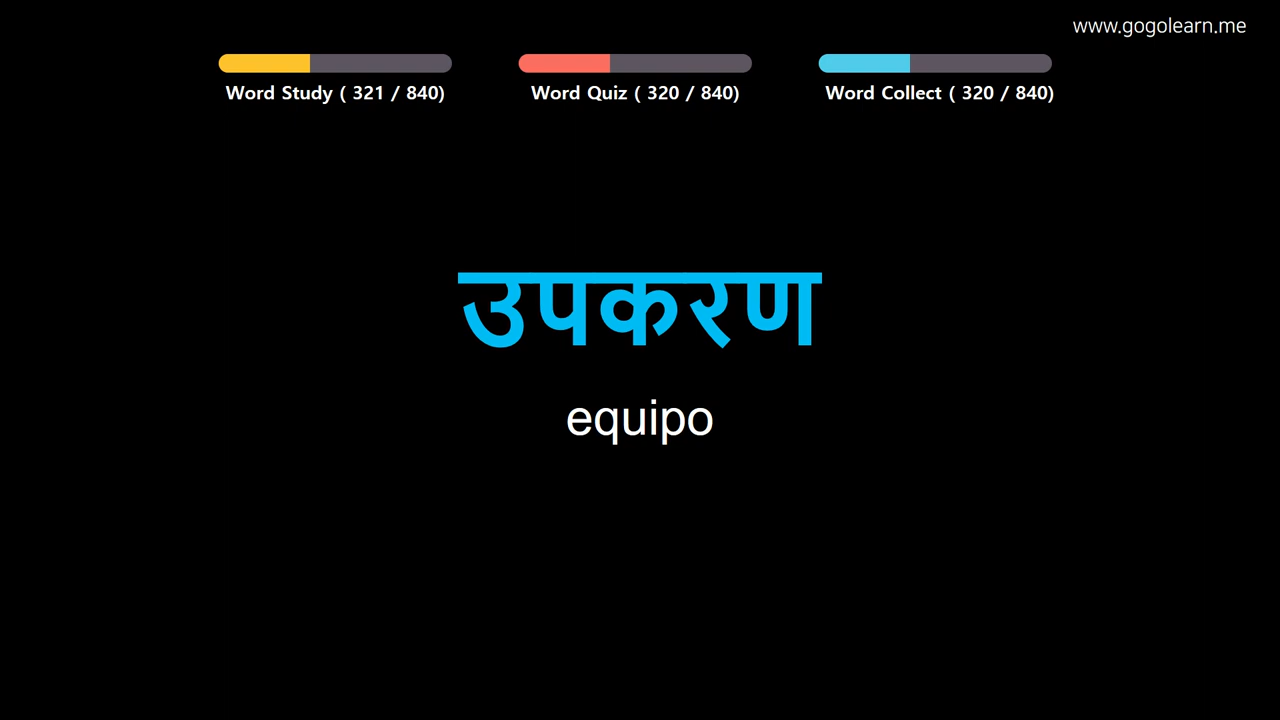 www.gogolearn.me
Word Study ( 321 / 840)
Word Quiz ( 320 / 840)
Word Collect ( 320 / 840)
उपकरण
equipo